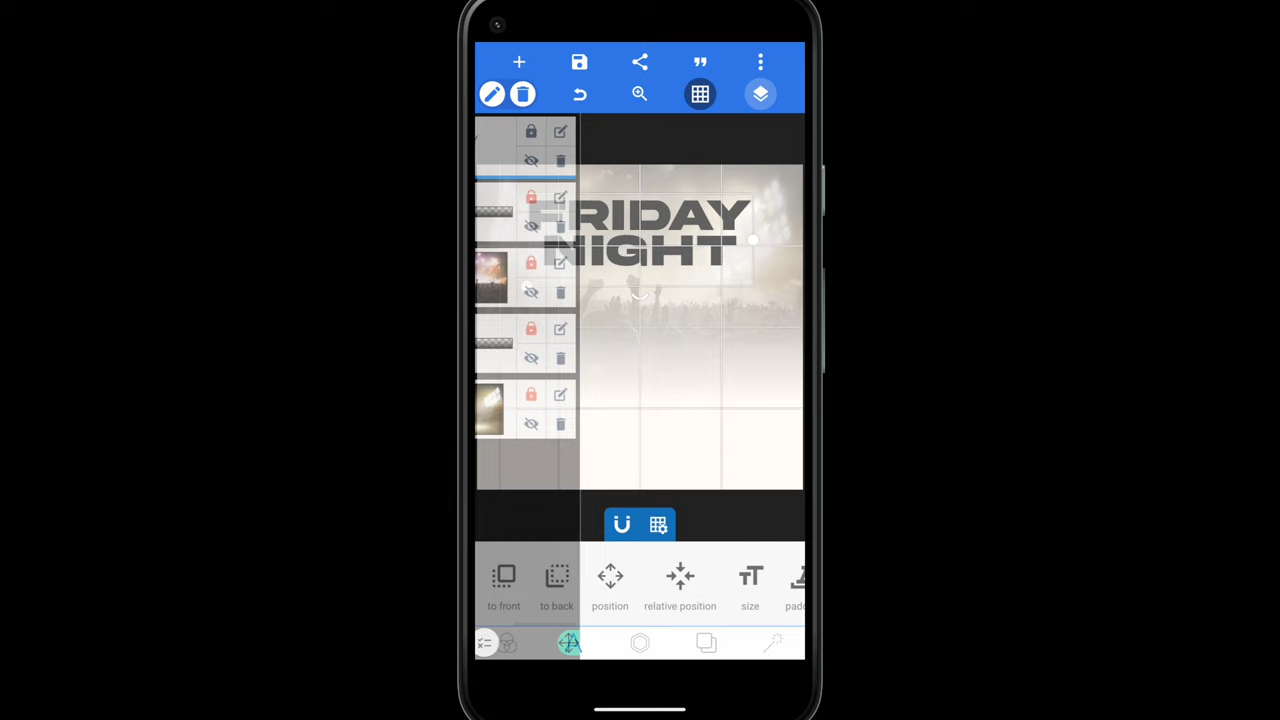 FRIDAY
NIGHT
to front
to back
position
relative position
size